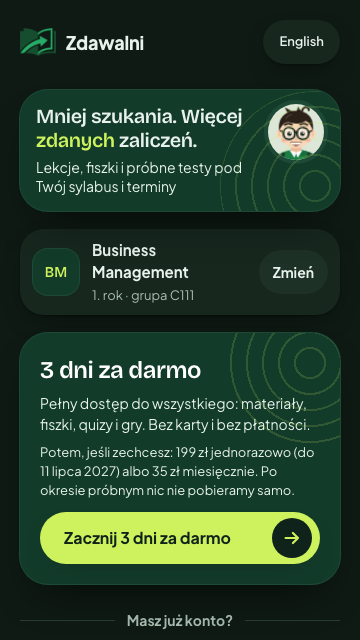 Zdawalni
English
Mniej szukania. Więcej
zdanych zaliczeń.
Lekcje, fiszki i próbne testy pod
Twój sylabus i terminy
BM
Business
Management
1. rok · grupa C111
Zmień
3 dni za darmo
Pełny dostęp do wszystkiego: materiały,
fiszki, quizy i gry. Bez karty i bez płatności.
Potem, jeśli zechcesz: 199 zł jednorazowo (do
11 lipca 2027) albo 35 zł miesięcznie. Po
okresie próbnym nic nie pobieramy samo.
Zacznij 3 dni za darmo
Masz już konto?